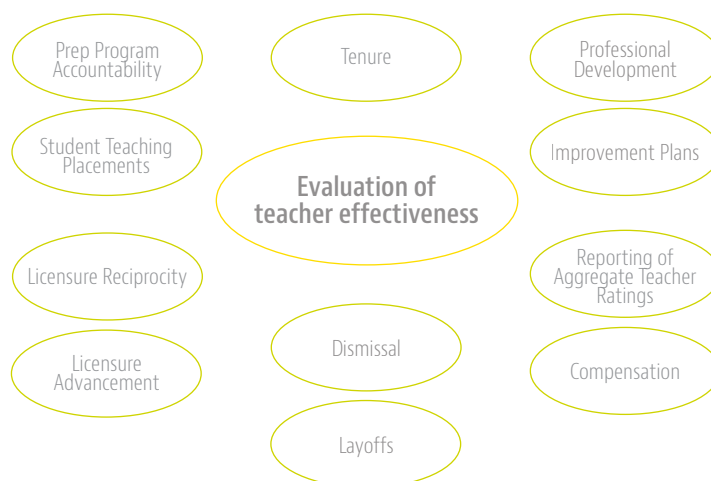 Prep Program
Accountability
Tenure
Professional
Development
Student Teaching
Placements
Improvement Plans
Evaluation of
teacher effectiveness
Licensure Reciprocity
Reporting of
Aggregate Teacher
Ratings
Dismissal
Licensure
Advancement
Compensation
Layoffs